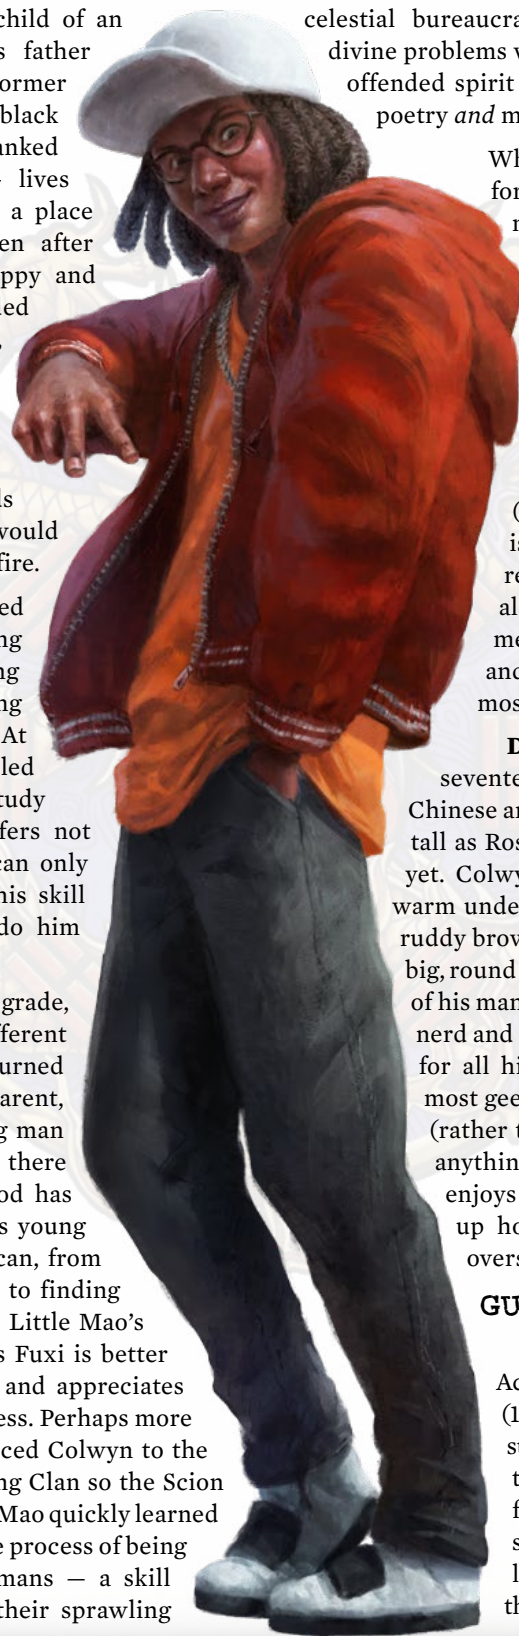 child of an
s father
ormer
black
anked
– lives
a place
en after
ppy and
led
ls
would
fire.
ed
ng
ng
ng
At
led
tudy
fers not
can only
his skill
do him
grade,
fferent
urned
arent,
g man
there
od has
s young
can, from
to finding
Little Mao’s
s Fuxi is better
and appreciates
ess. Perhaps more
ced Colwyn to the
ng Clan so the Scion
Mao quickly learned
e process of being
mans — a skill
their sprawling
celestial bureaucra
divine problems v
offended spirit
poetry and m
Wh
for
r
(
is
re
al
me
and
mos
D
sevente
Chinese an
tall as Ros
yet. Colwy
warm unde
ruddy brow
big, round
of his man
nerd and
for all hi
most geel
(rather t
anythin
enjoys
up ho
overs
GU
Ac
(1
st
t
f
s
l
th